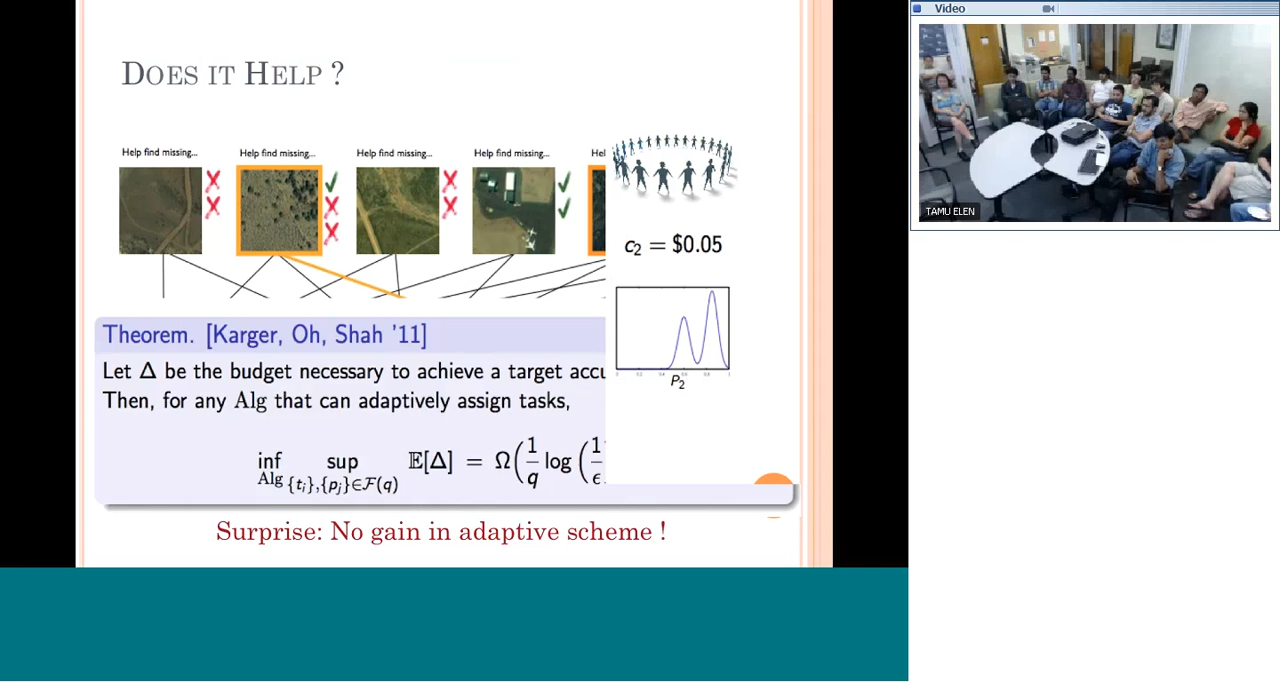 DOES IT HELP ?
Help find missing...
Help find missing...
Help find missing...
Help find missing...
Hel
c₂ = $0.05
P₂
Theorem. [Karger, Oh, Shah '11]
Let Δ be the budget necessary to achieve a target accu
Then, for any Alg that can adaptively assign tasks,
inf sup 𝔼[Δ] = Ω(1/q log(1/ϵ
Alg {tᵢ},{pⱼ}∈ℱ(q)
Surprise: No gain in adaptive scheme !
Video
TAMU ELEN